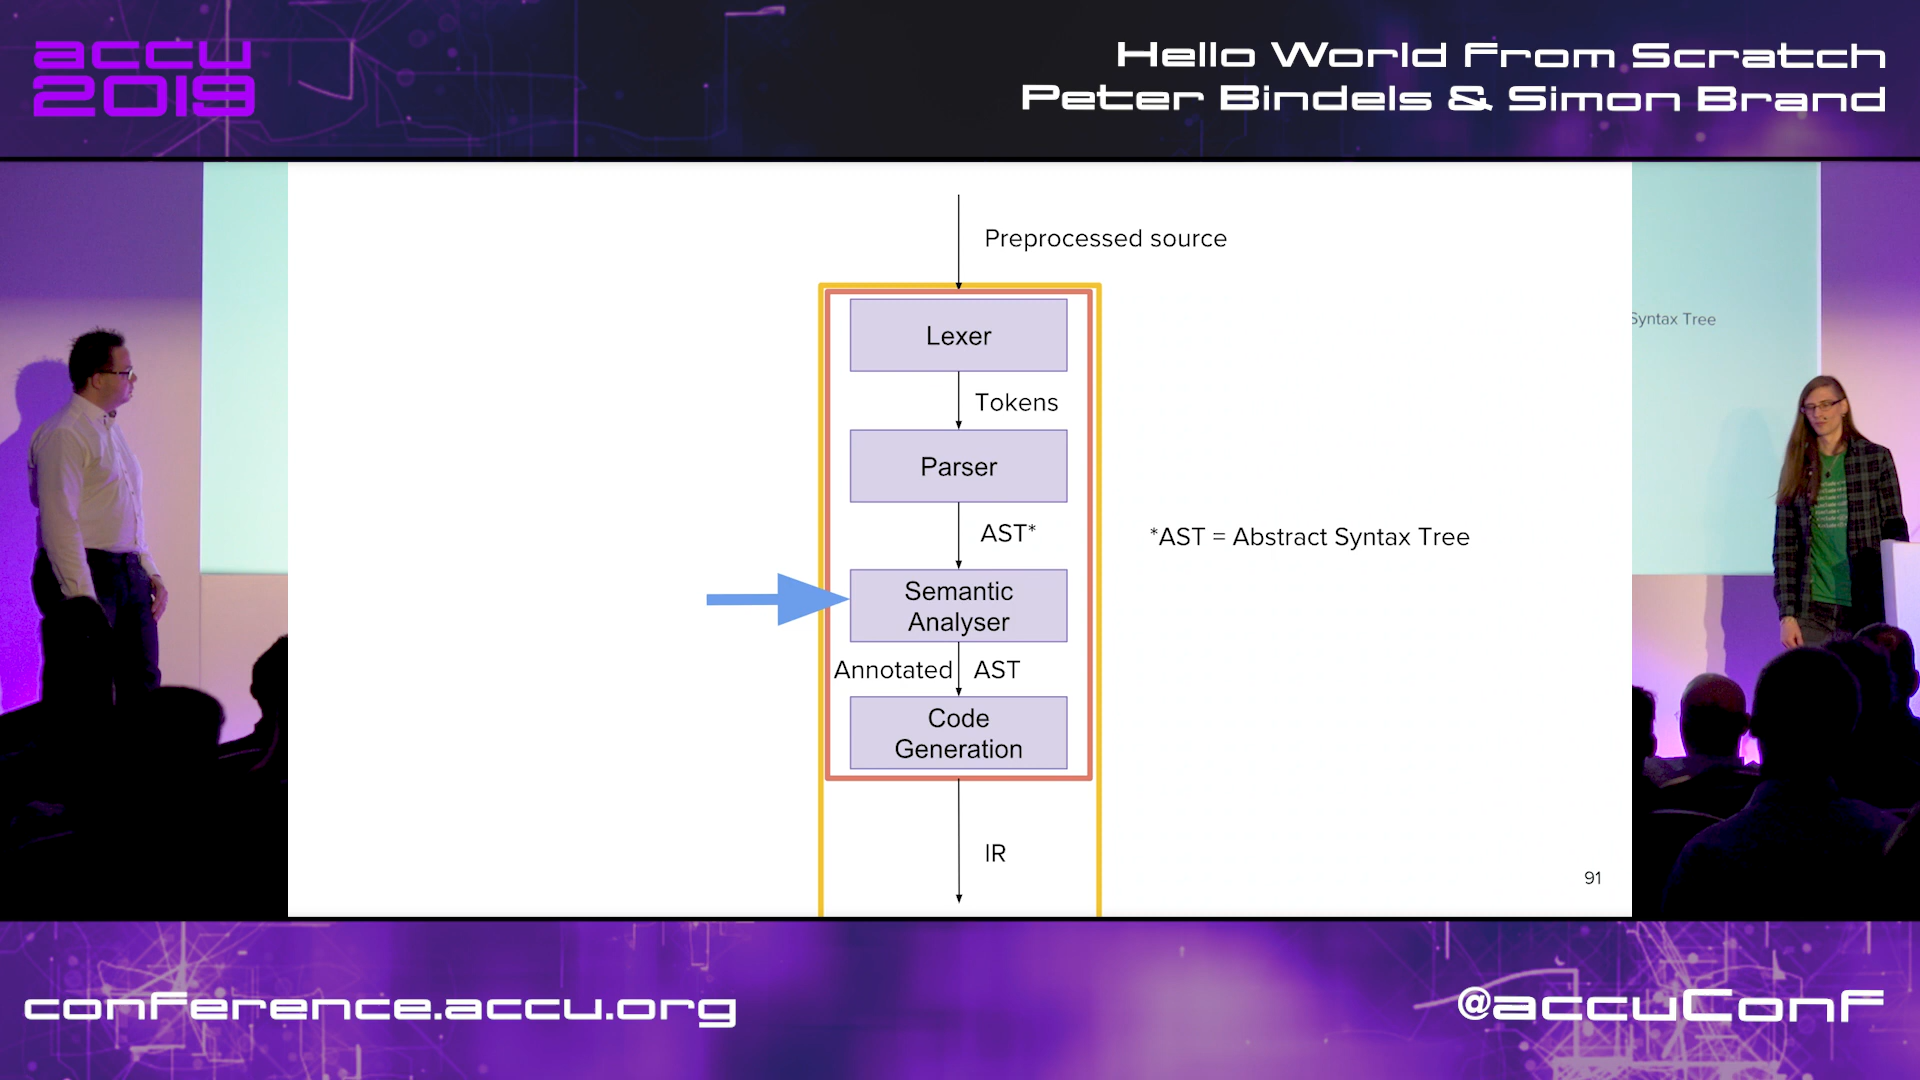 accu
2019
Hello World From Scratch
Peter Bindels & Simon Brand
Preprocessed source
Lexer
Tokens
Parser
AST*
*AST = Abstract Syntax Tree
Semantic
Analyser
Annotated AST
Code
Generation
IR
91
Syntax Tree
conference.accu.org
@accuConf